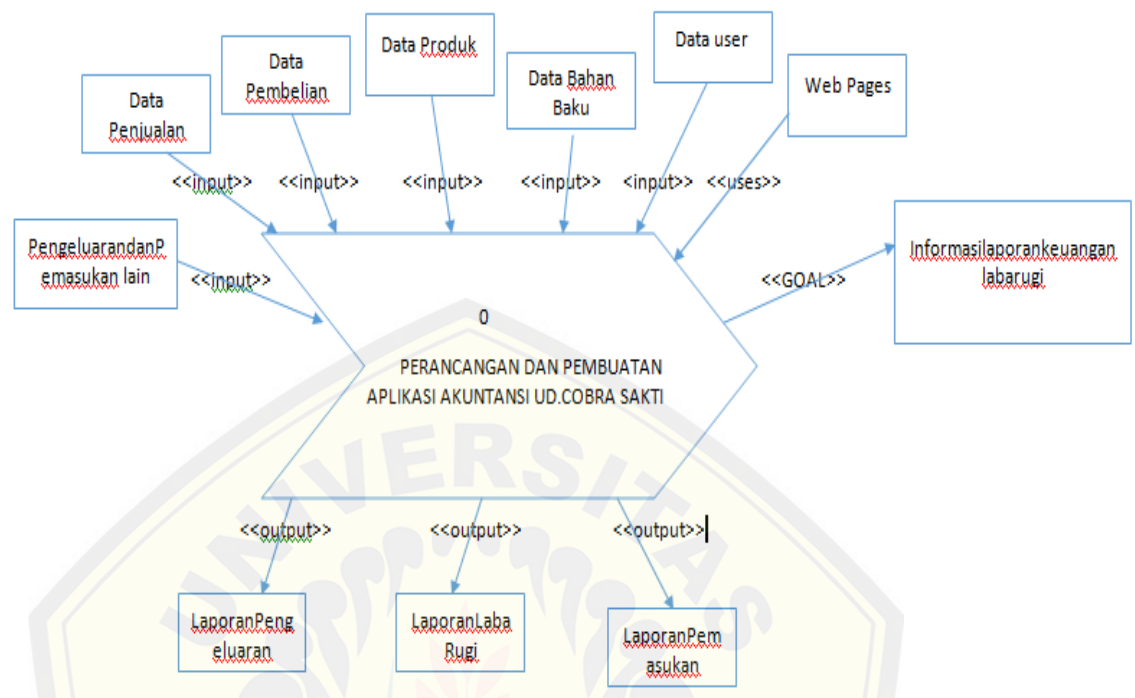 Data Produk
Data user
Data
Pembelian
Data Bahan
Baku
Web Pages
Data
Penjualan
<<input>>
<<input>>
<<input>>
<<input>>
<input>>
<<uses>>
PengeluarandanP
emasukan lain
<<input>>
<<GOAL>>
Informasilaporankeuangan
labarugi
0
PERANCANGAN DAN PEMBUATAN
APLIKASI AKUNTANSI UD.COBRA SAKTI
<<output>>
<<output>>
<<output>>
LaporanPeng
eluaran
LaporanLaba
Rugi
LaporanPem
asukan
UNIVERSITAS